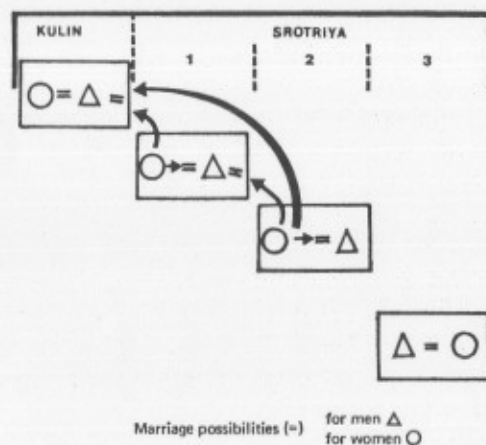 KULIN SROTRIYA
1 2 3
○ = △ =
○ → = △ =
○ → = △
△ = ○
Marriage possibilities (=) for men △
for women ○